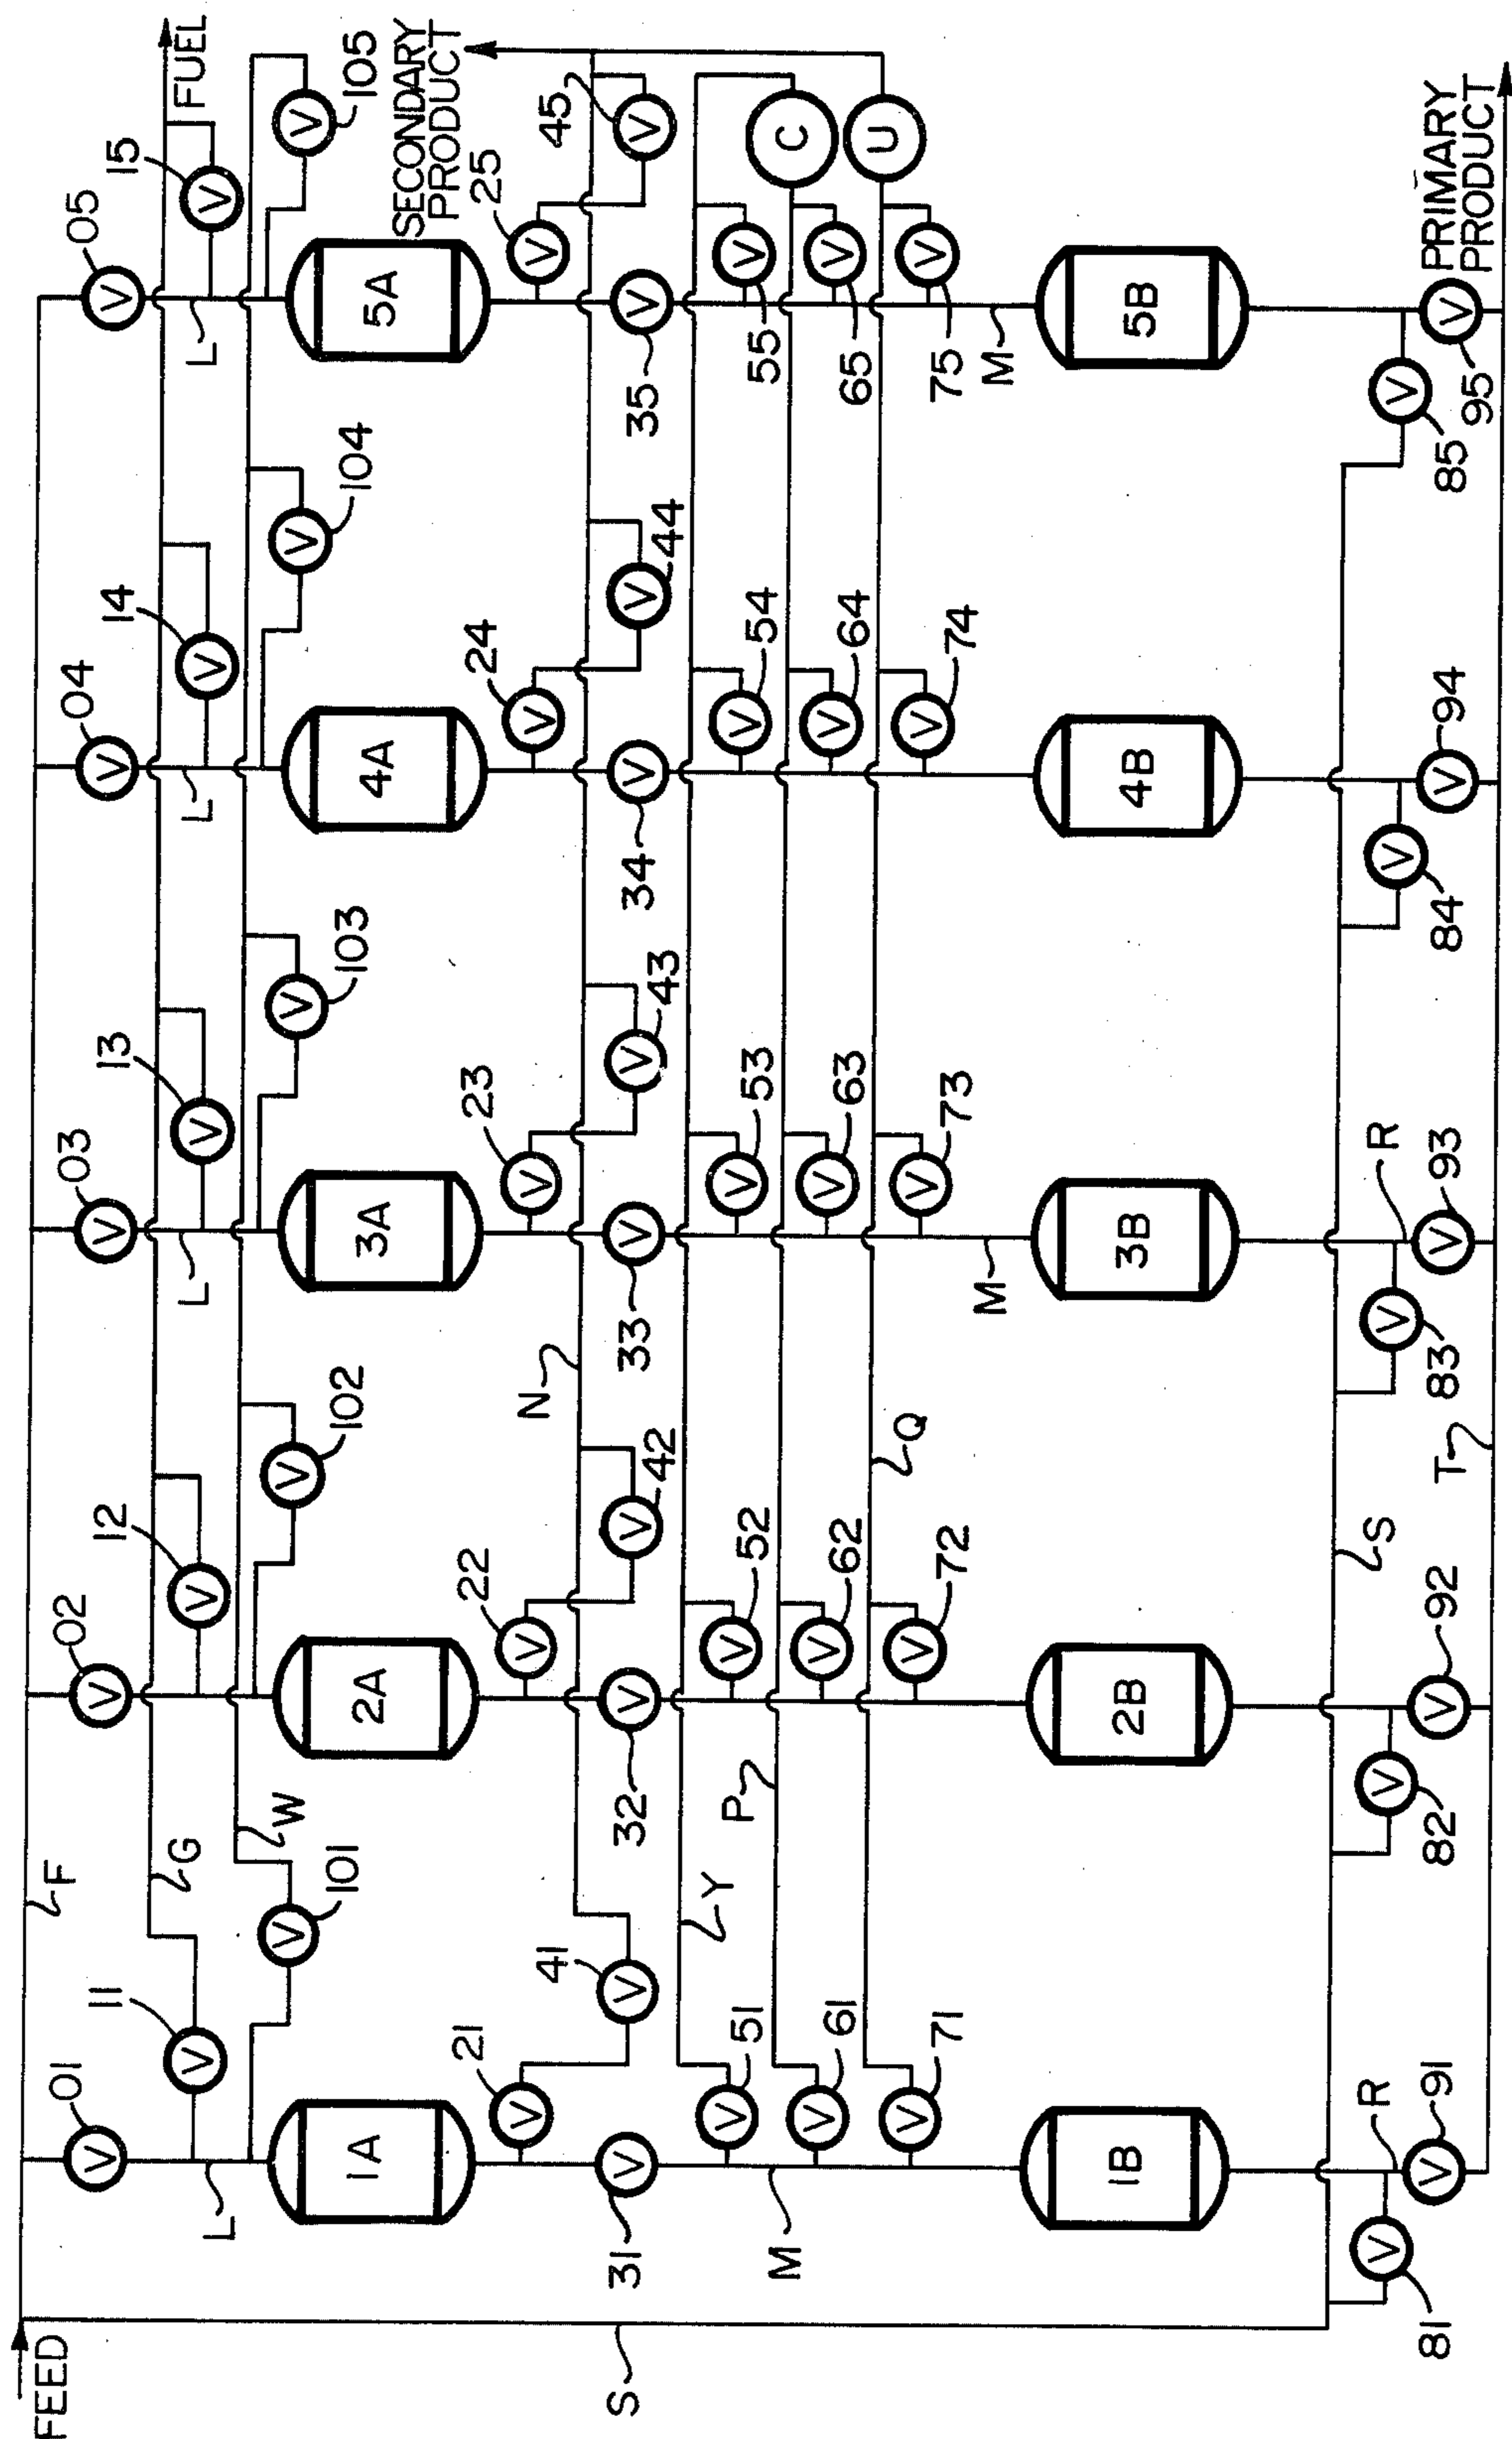 FEED
F
FUEL
01
02
03
04
05
11
12
13
14
15
V V V V V
V V V V V
L
G
L
L
L
W
101
102
103
104
105
V V V V V
1A
2A
3A
4A
5A
SECONDARY
PRODUCT
21
22
23
24
25
V V V V V
N
41
42
43
44
45
V V V V V
31
32
33
34
35
V V V V V
Y
51
52
53
54
55
V V V V V
P
C
61
62
63
64
65
V V V V V
Q
U
71
72
73
74
75
V V V V V
M
M
M
1B
2B
3B
4B
5B
S
S
R
R
81
82
83
84
85
V V V V V
91
92
93
94
95
V V V V V
T
PRIMARY
PRODUCT